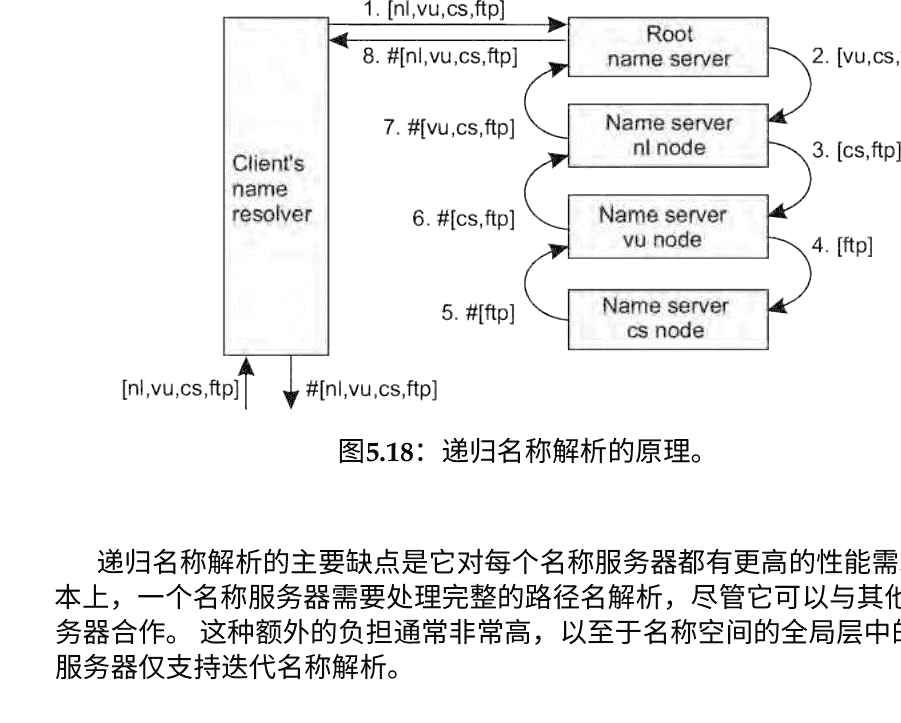 1. [nl,vu,cs,ftp]
8. #[nl,vu,cs,ftp]
Root
name server
2. [vu,cs,
7. #[vu,cs,ftp]
Name server
nl node
3. [cs,ftp]
Client's
name
resolver
6. #[cs,ftp]
Name server
vu node
4. [ftp]
5. #[ftp]
Name server
cs node
[nl,vu,cs,ftp]
#[nl,vu,cs,ftp]
图5.18：递归名称解析的原理。
递归名称解析的主要缺点是它对每个名称服务器都有更高的性能需
本上，一个名称服务器需要处理完整的路径名解析，尽管它可以与其他
务器合作。 这种额外的负担通常非常高，以至于名称空间的全局层中的
服务器仅支持迭代名称解析。